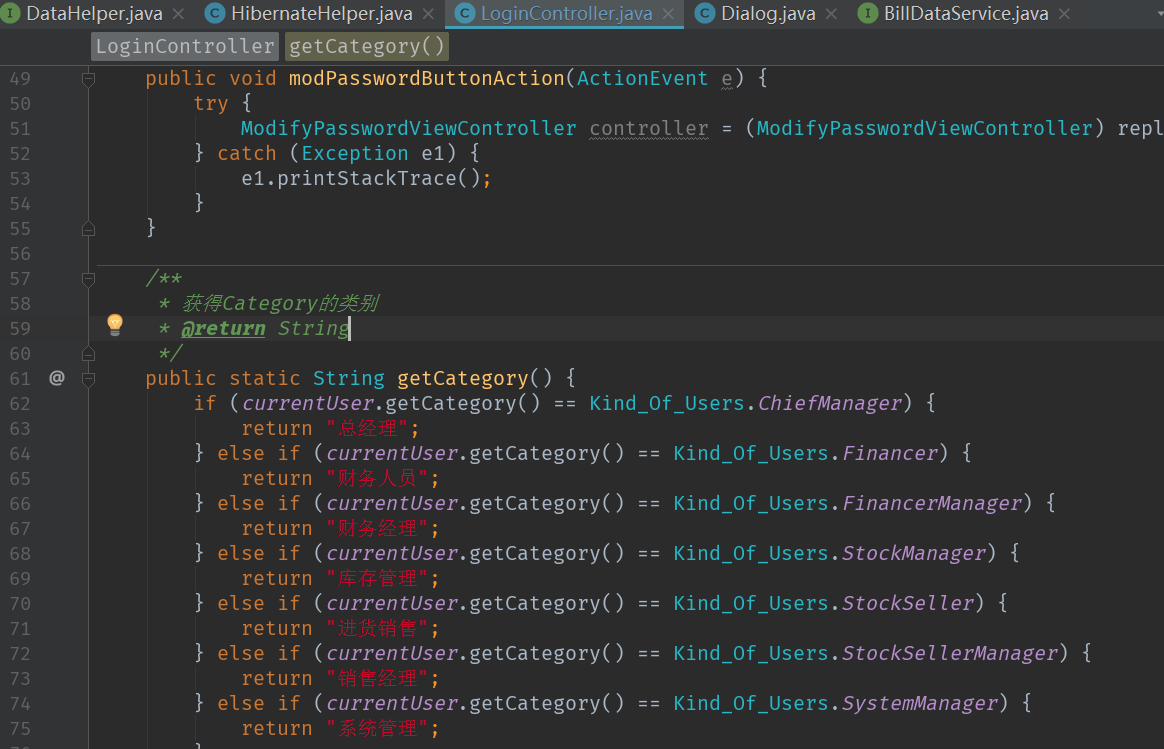 DataHelper.java HibernateHelper.java LoginController.java Dialog.java BillDataService.java
LoginController getCategory()
49 public void modPasswordButtonAction(ActionEvent e) {
50 try {
51 ModifyPasswordViewController controller = (ModifyPasswordViewController) repl
52 } catch (Exception e1) {
53 e1.printStackTrace();
54 }
55 }
56
57 /**
58 * 获得Category的类别
59 * @return String
60 */
61 @ public static String getCategory() {
62 if (currentUser.getCategory() == Kind_Of_Users.ChiefManager) {
63 return "总经理";
64 } else if (currentUser.getCategory() == Kind_Of_Users.Financer) {
65 return "财务人员";
66 } else if (currentUser.getCategory() == Kind_Of_Users.FinancerManager) {
67 return "财务经理";
68 } else if (currentUser.getCategory() == Kind_Of_Users.StockManager) {
69 return "库存管理";
70 } else if (currentUser.getCategory() == Kind_Of_Users.StockSeller) {
71 return "进货销售";
72 } else if (currentUser.getCategory() == Kind_Of_Users.StockSellerManager) {
73 return "销售经理";
74 } else if (currentUser.getCategory() == Kind_Of_Users.SystemManager) {
75 return "系统管理";